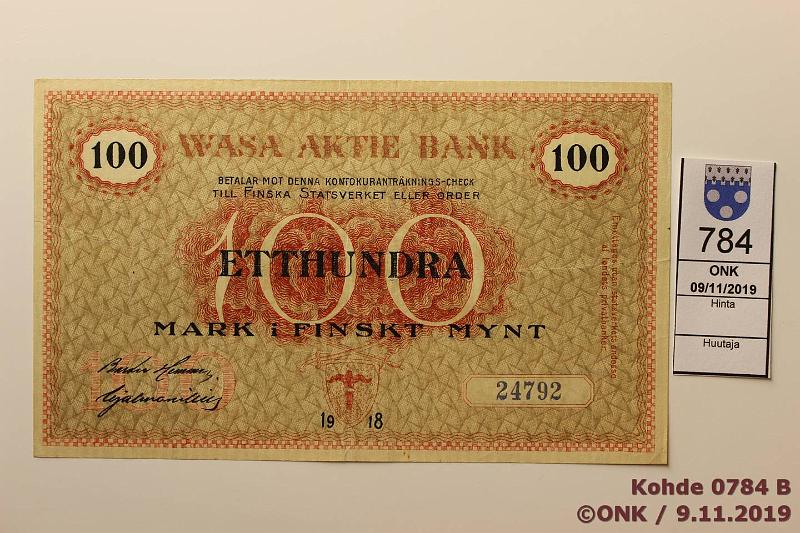 100
WASA AKTIE BANK
100
BETALAR MOT DENNA KONTOKURANTRÄKNINGS-CHECK
TILL FINSKA STATSVERKET ELLER ORDER
100
ETTHUNDRA
MARK i FINSKT MYNT
24792
19 18
784
ONK
09/11/2019
Hinta
Huutaja
Kohde 0784 B
©ONK / 9.11.2019